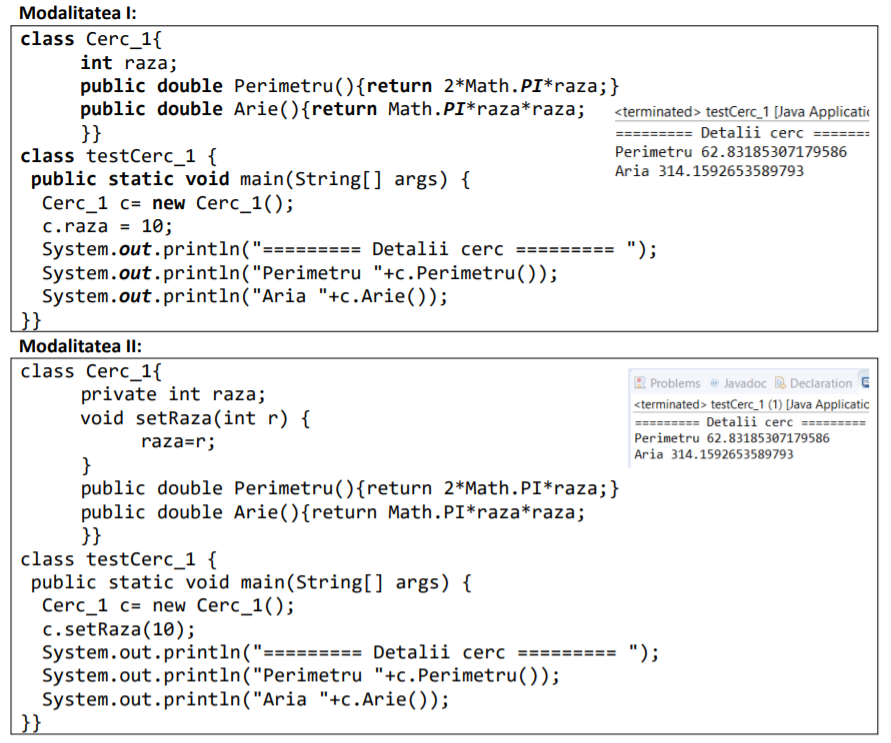 Modalitatea I:
class Cerc_1{
int raza;
public double Perimetru(){return 2*Math.PI*raza;}
public double Arie(){return Math.PI*raza*raza;
}}
class testCerc_1 {
public static void main(String[] args) {
Cerc_1 c= new Cerc_1();
c.raza = 10;
System.out.println("========= Detalii cerc ========= ");
System.out.println("Perimetru "+c.Perimetru());
System.out.println("Aria "+c.Arie());
}}
<terminated> testCerc_1 [Java Applicatic
========= Detalii cerc =======
Perimetru 62.83185307179586
Aria 314.1592653589793
Modalitatea II:
class Cerc_1{
private int raza;
void setRaza(int r) {
raza=r;
}
public double Perimetru(){return 2*Math.PI*raza;}
public double Arie(){return Math.PI*raza*raza;
}}
class testCerc_1 {
public static void main(String[] args) {
Cerc_1 c= new Cerc_1();
c.setRaza(10);
System.out.println("========= Detalii cerc ========= ");
System.out.println("Perimetru "+c.Perimetru());
System.out.println("Aria "+c.Arie());
}}
Problems @ Javadoc Declaration
<terminated> testCerc_1 (1) [Java Applicatic
========= Detalii cerc =========
Perimetru 62.83185307179586
Aria 314.1592653589793